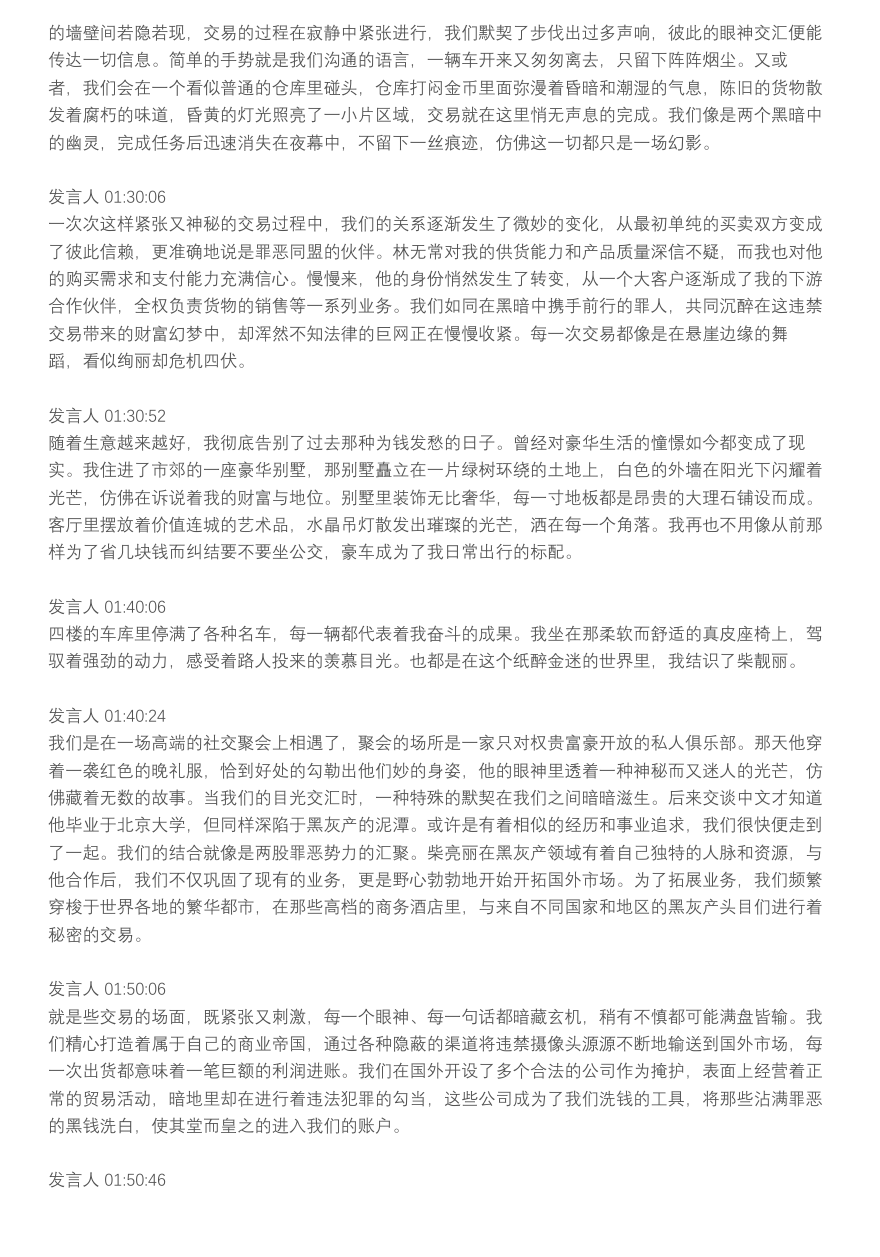 的墙壁间若隐若现，交易的过程在寂静中紧张进行，我们默契了步伐出过多声响，彼此的眼神交汇便能
传达一切信息。简单的手势就是我们沟通的语言，一辆车开来又匆匆离去，只留下阵阵烟尘。又或
者，我们会在一个看似普通的仓库里碰头，仓库打闷金币里面弥漫着昏暗和潮湿的气息，陈旧的货物散
发着腐朽的味道，昏黄的灯光照亮了一小片区域，交易就在这里悄无声息的完成。我们像是两个黑暗中
的幽灵，完成任务后迅速消失在夜幕中，不留下一丝痕迹，仿佛这一切都只是一场幻影。
发言人 01:30:06
一次次这样紧张又神秘的交易过程中，我们的关系逐渐发生了微妙的变化，从最初单纯的买卖双方变成
了彼此信赖，更准确地说是罪恶同盟的伙伴。林无常对我的供货能力和产品质量深信不疑，而我也对他
的购买需求和支付能力充满信心。慢慢来，他的身份悄然发生了转变，从一个大客户逐渐成了我的下游
合作伙伴，全权负责货物的销售等一系列业务。我们如同在黑暗中携手前行的罪人，共同沉醉在这违禁
交易带来的财富幻梦中，却浑然不知法律的巨网正在慢慢收紧。每一次交易都像是在悬崖边缘的舞
蹈，看似绚丽却危机四伏。
发言人 01:30:52
随着生意越来越好，我彻底告别了过去那种为钱发愁的日子。曾经对豪华生活的憧憬如今都变成了现
实。我住进了市郊的一座豪华别墅，那别墅矗立在一片绿树环绕的土地上，白色的外墙在阳光下闪耀着
光芒，仿佛在诉说着我的财富与地位。别墅里装饰无比奢华，每一寸地板都是昂贵的大理石铺设而成。
客厅里摆放着价值连城的艺术品，水晶吊灯散发出璀璨的光芒，洒在每一个角落。我再也不用像从前那
样为了省几块钱而纠结要不要坐公交，豪车成为了我日常出行的标配。
发言人 01:40:06
四楼的车库里停满了各种名车，每一辆都代表着我奋斗的成果。我坐在那柔软而舒适的真皮座椅上，驾
驭着强劲的动力，感受着路人投来的羡慕目光。也都是在这个纸醉金迷的世界里，我结识了柴靓丽。
发言人 01:40:24
我们是在一场高端的社交聚会上相遇了，聚会的场所是一家只对权贵富豪开放的私人俱乐部。那天他穿
着一袭红色的晚礼服，恰到好处的勾勒出他们妙的身姿，他的眼神里透着一种神秘而又迷人的光芒，仿
佛藏着无数的故事。当我们的目光交汇时，一种特殊的默契在我们之间暗暗滋生。后来交谈中文才知道
他毕业于北京大学，但同样深陷于黑灰产的泥潭。或许是有着相似的经历和事业追求，我们很快便走到
了一起。我们的结合就像是两股罪恶势力的汇聚。柴亮丽在黑灰产领域有着自己独特的人脉和资源，与
他合作后，我们不仅巩固了现有的业务，更是野心勃勃地开始开拓国外市场。为了拓展业务，我们频繁
穿梭于世界各地的繁华都市，在那些高档的商务酒店里，与来自不同国家和地区的黑灰产头目们进行着
秘密的交易。
发言人 01:50:06
就是些交易的场面，既紧张又刺激，每一个眼神、每一句话都暗藏玄机，稍有不慎都可能满盘皆输。我
们精心打造着属于自己的商业帝国，通过各种隐蔽的渠道将违禁摄像头源源不断地输送到国外市场，每
一次出货都意味着一笔巨额的利润进账。我们在国外开设了多个合法的公司作为掩护，表面上经营着正
常的贸易活动，暗地里却在进行着违法犯罪的勾当，这些公司成为了我们洗钱的工具，将那些沾满罪恶
的黑钱洗白，使其堂而皇之的进入我们的账户。
发言人 01:50:46